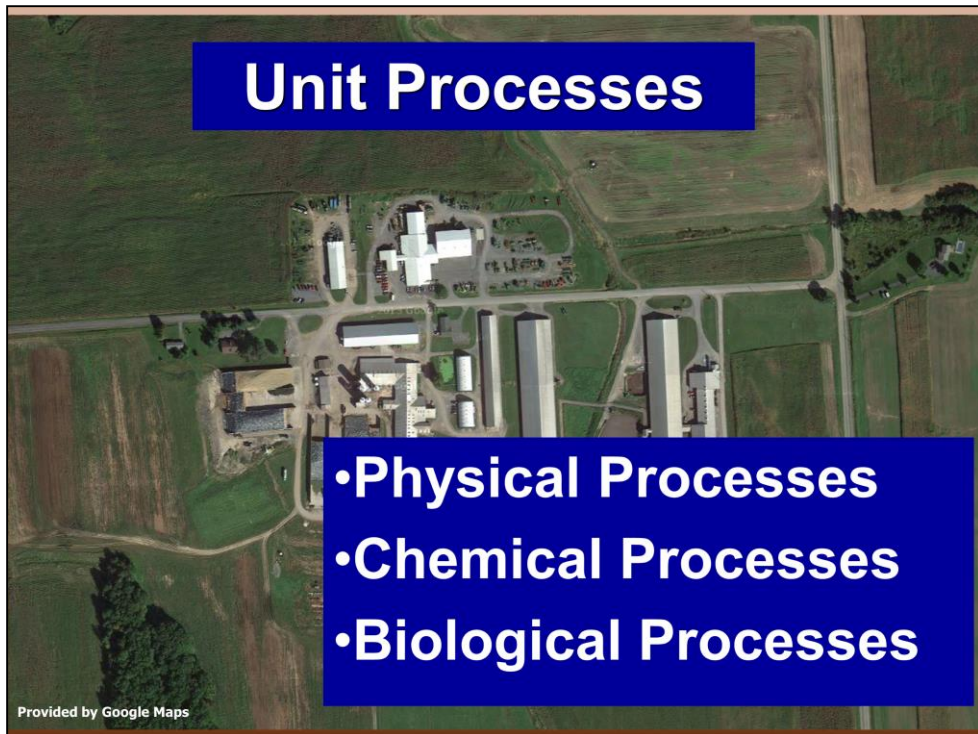 Unit Processes
•Physical Processes
•Chemical Processes
•Biological Processes
Provided by Google Maps